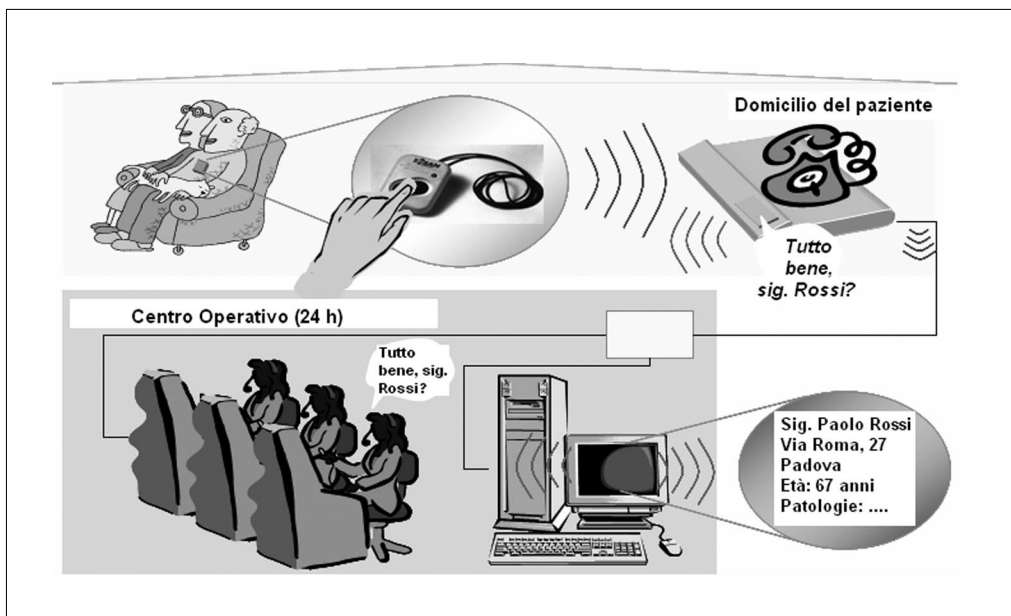 Domicilio del paziente
Tutto
bene,
sig. Rossi?
Centro Operativo (24 h)
Tutto
bene, sig.
Rossi?
Sig. Paolo Rossi
Via Roma, 27
Padova
Età: 67 anni
Patologie: ....